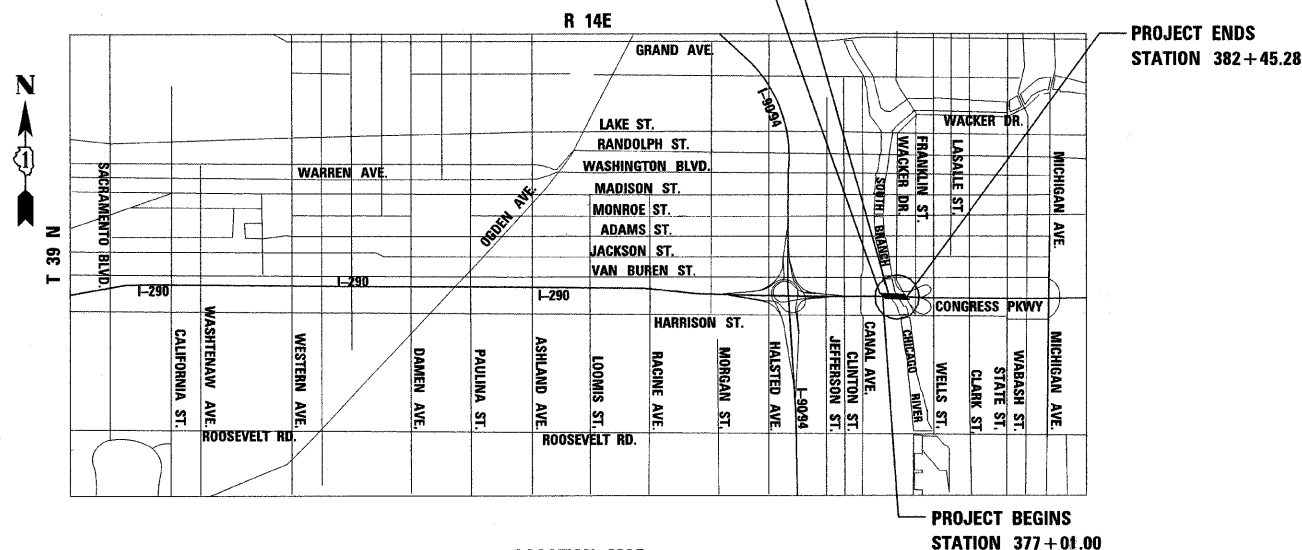 R 14E
PROJECT ENDS
STATION 382+45.28
GRAND AVE.
I-90/94
N
1
LAKE ST.
WACKER DR.
RANDOLPH ST.
WASHINGTON BLVD.
WARREN AVE.
MADISON ST.
MONROE ST.
ADAMS ST.
JACKSON ST.
VAN BUREN ST.
SACRAMENTO BLVD.
OGDEN AVE.
SOUTH BRANCH
WACKER DR.
FRANKLIN ST.
LASALLE ST.
MICHIGAN AVE.
T 39 N
I-290
I-290
I-290
CONGRESS PKWY
HARRISON ST.
CALIFORNIA ST.
WASHTENAW AVE.
WESTERN AVE.
DAMEN AVE.
PAULINA ST.
ASHLAND AVE.
LOOMIS ST.
RACINE AVE.
MORGAN ST.
HALSTED AVE.
I-90/94
JEFFERSON ST.
CLINTON ST.
CANAL AVE.
CHICAGO RIVER
WELLS ST.
CLARK ST.
STATE ST.
WABASH ST.
MICHIGAN AVE.
ROOSEVELT RD.
ROOSEVELT RD.
PROJECT BEGINS
STATION 377+01.00